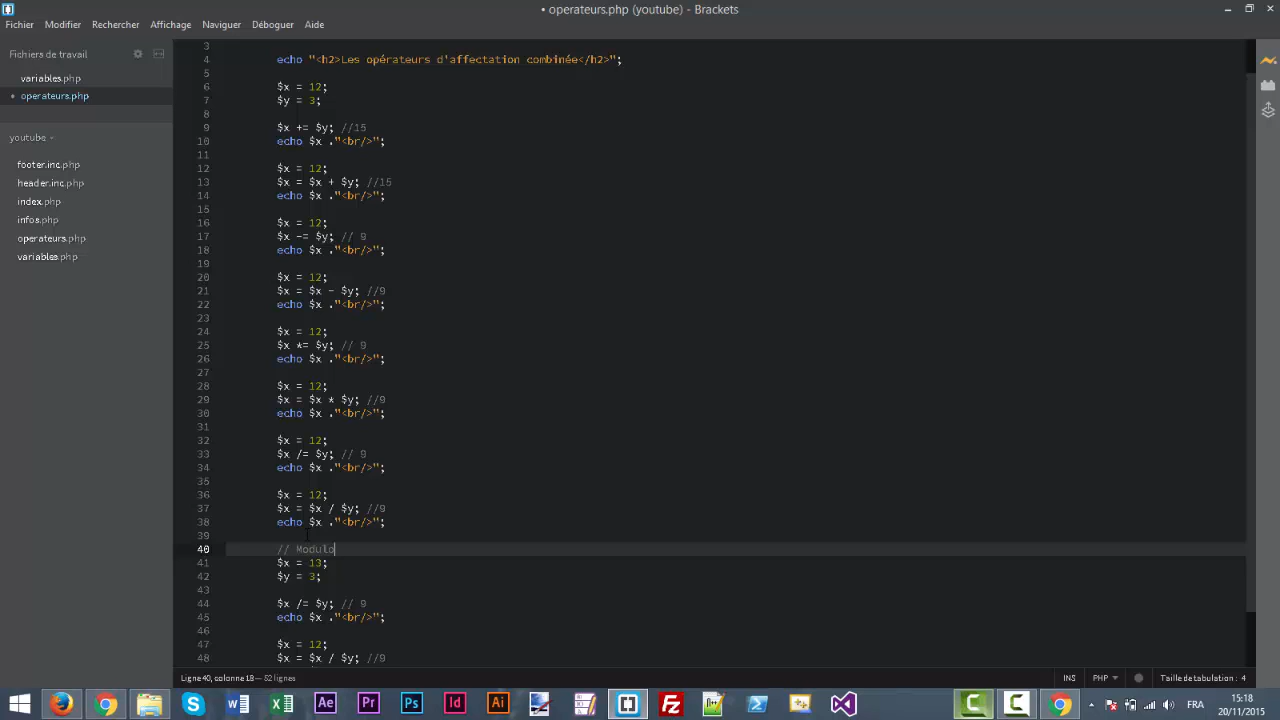 • operateurs.php (youtube) - Brackets
Fichier Modifier Rechercher Affichage Naviguer Déboguer Aide
Fichiers de travail
variables.php
• operateurs.php
youtube
footer.inc.php
header.inc.php
index.php
infos.php
operateurs.php
variables.php
3
4 echo "<h2>Les opérateurs d'affectation combinée</h2>";
5
6 $x = 12;
7 $y = 3;
8
9 $x += $y; //15
10 echo $x ."<br/>";
11
12 $x = 12;
13 $x = $x + $y; //15
14 echo $x ."<br/>";
15
16 $x = 12;
17 $x -= $y; // 9
18 echo $x ."<br/>";
19
20 $x = 12;
21 $x = $x - $y; //9
22 echo $x ."<br/>";
23
24 $x = 12;
25 $x *= $y; // 9
26 echo $x ."<br/>";
27
28 $x = 12;
29 $x = $x * $y; //9
30 echo $x ."<br/>";
31
32 $x = 12;
33 $x /= $y; // 9
34 echo $x ."<br/>";
35
36 $x = 12;
37 $x = $x / $y; //9
38 echo $x ."<br/>";
39
40 // Modulo
41 $x = 13;
42 $y = 3;
43
44 $x /= $y; // 9
45 echo $x ."<br/>";
46
47 $x = 12;
48 $x = $x / $y; //9
Ligne 40, colonne 18 — 52 lignes INS PHP Taille de tabulation : 4
Ae Pr Ps Id Ai FRA 15:18
20/11/2015